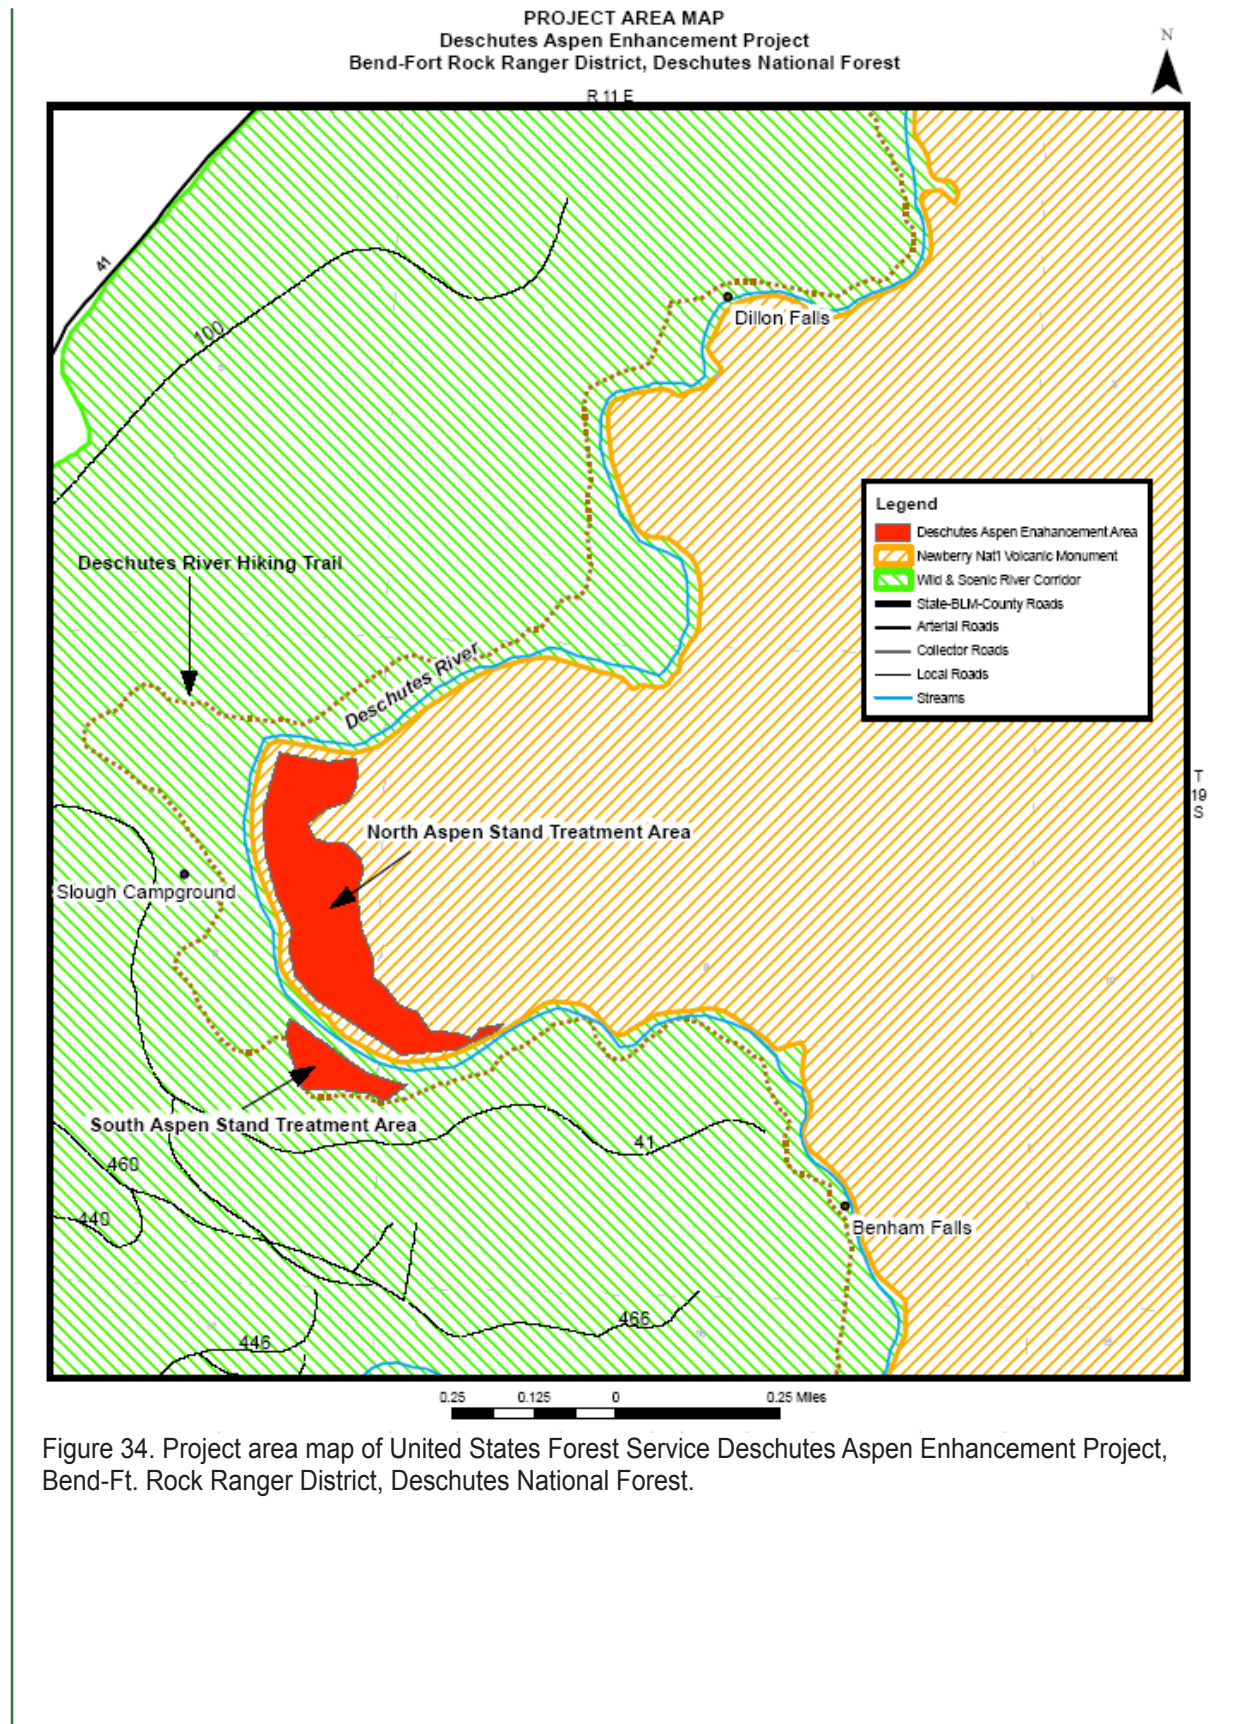 PROJECT AREA MAP
Deschutes Aspen Enhancement Project
Bend-Fort Rock Ranger District, Deschutes National Forest
N
R 11 E
41
100
Dillon Falls
Legend
Deschutes Aspen Enahancement Area
Newberry Nat'l Volcanic Monument
Wild & Scenic River Corridor
State-BLM-County Roads
Arterial Roads
Collector Roads
Local Roads
Streams
Deschutes River Hiking Trail
Deschutes River
T
19
S
North Aspen Stand Treatment Area
Slough Campground
South Aspen Stand Treatment Area
41
460
440
Benham Falls
466
446
0.25 0.125 0 0.25 Miles
Figure 34. Project area map of United States Forest Service Deschutes Aspen Enhancement Project,
Bend-Ft. Rock Ranger District, Deschutes National Forest.